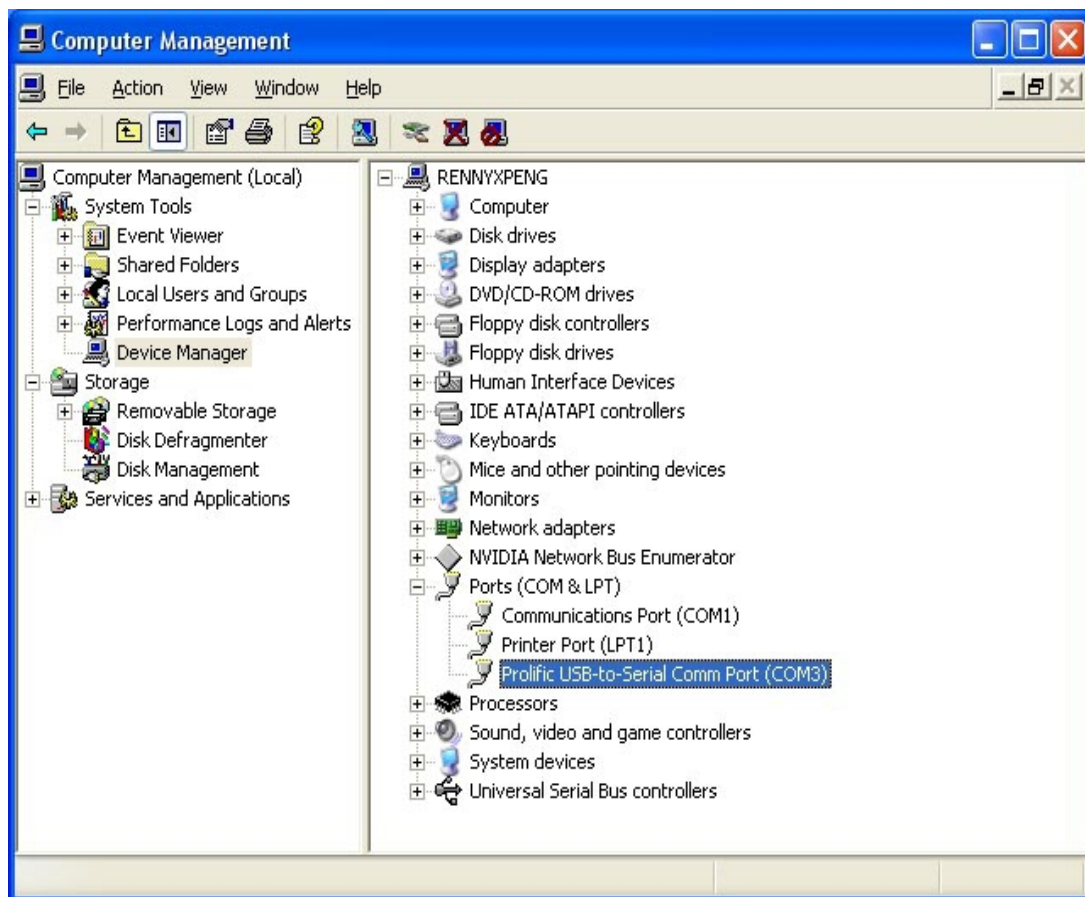 Computer Management
File Action View Window Help
Computer Management (Local)
System Tools
Event Viewer
Shared Folders
Local Users and Groups
Performance Logs and Alerts
Device Manager
Storage
Removable Storage
Disk Defragmenter
Disk Management
Services and Applications
RENNYXPENG
Computer
Disk drives
Display adapters
DVD/CD-ROM drives
Floppy disk controllers
Floppy disk drives
Human Interface Devices
IDE ATA/ATAPI controllers
Keyboards
Mice and other pointing devices
Monitors
Network adapters
NVIDIA Network Bus Enumerator
Ports (COM & LPT)
Communications Port (COM1)
Printer Port (LPT1)
Prolific USB-to-Serial Comm Port (COM3)
Processors
Sound, video and game controllers
System devices
Universal Serial Bus controllers